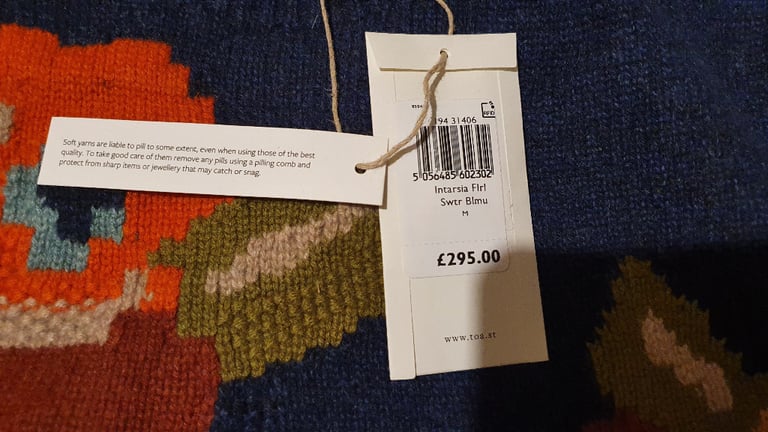 Soft yarns are liable to pill to some extent, even when using those of the best
quality. To take good care of them remove any pills using a pilling comb and
protect from sharp items or jewellery that may catch or snag.
RFID
194 31406
5 056485 602302
Intarsia Flrl
Swtr Blmu
M
£295.00
www.toa.st